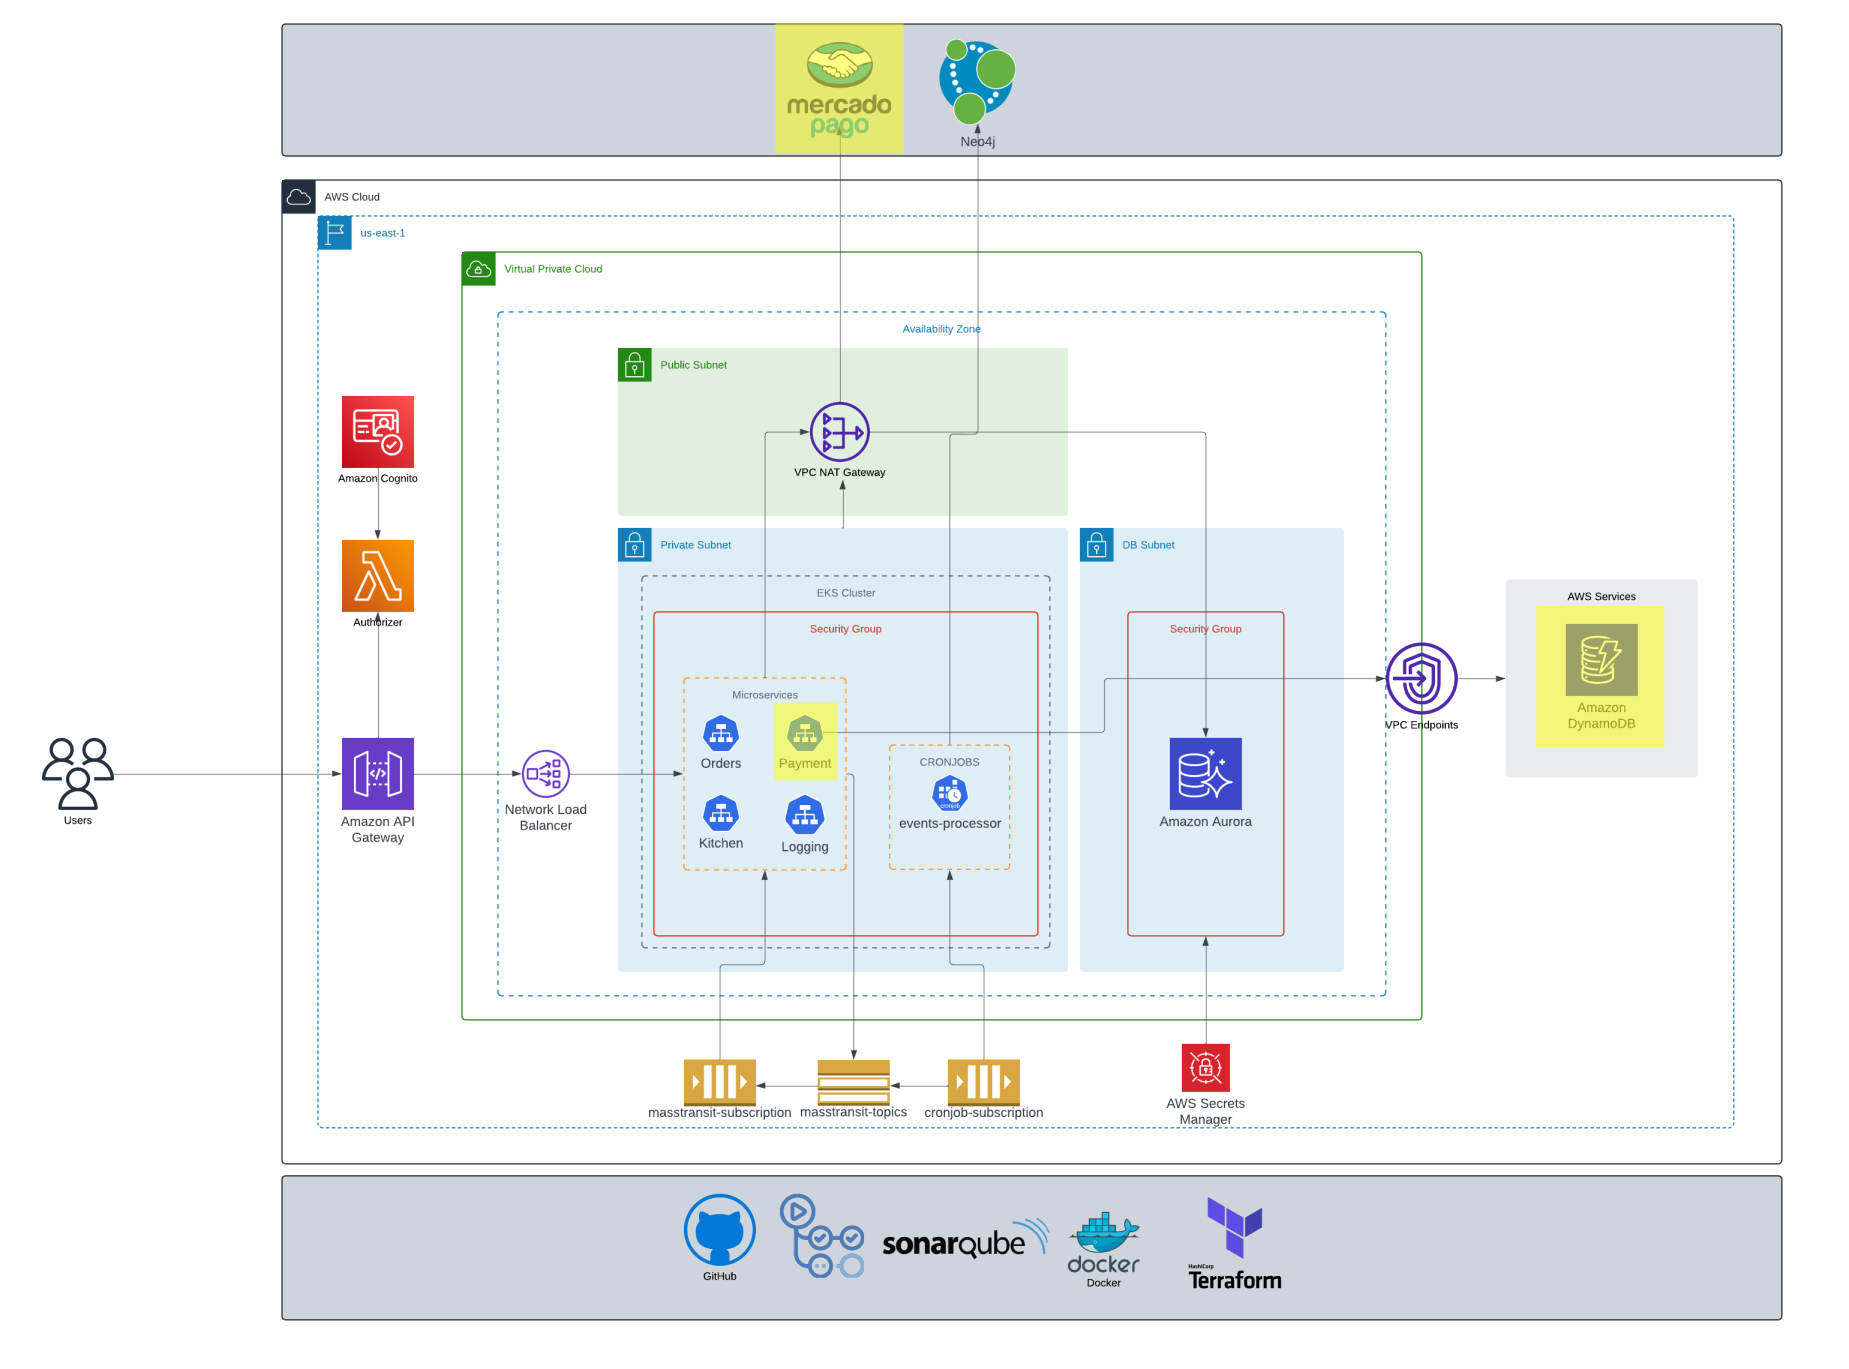 mercado
pago
Neo4j
AWS Cloud
us-east-1
Virtual Private Cloud
Availability Zone
Public Subnet
VPC NAT Gateway
Amazon Cognito
Private Subnet
DB Subnet
EKS Cluster
AWS Services
Authorizer
Security Group
Security Group
Microservices
Amazon
DynamoDB
VPC Endpoints
Orders
Payment
CRONJOBS
cronjob
events-processor
Users
Amazon API
Gateway
Network Load
Balancer
Kitchen
Logging
Amazon Aurora
masstransit-subscription
masstransit-topics
cronjob-subscription
AWS Secrets
Manager
GitHub
sonarqube
docker
Docker
HashiCorp
Terraform